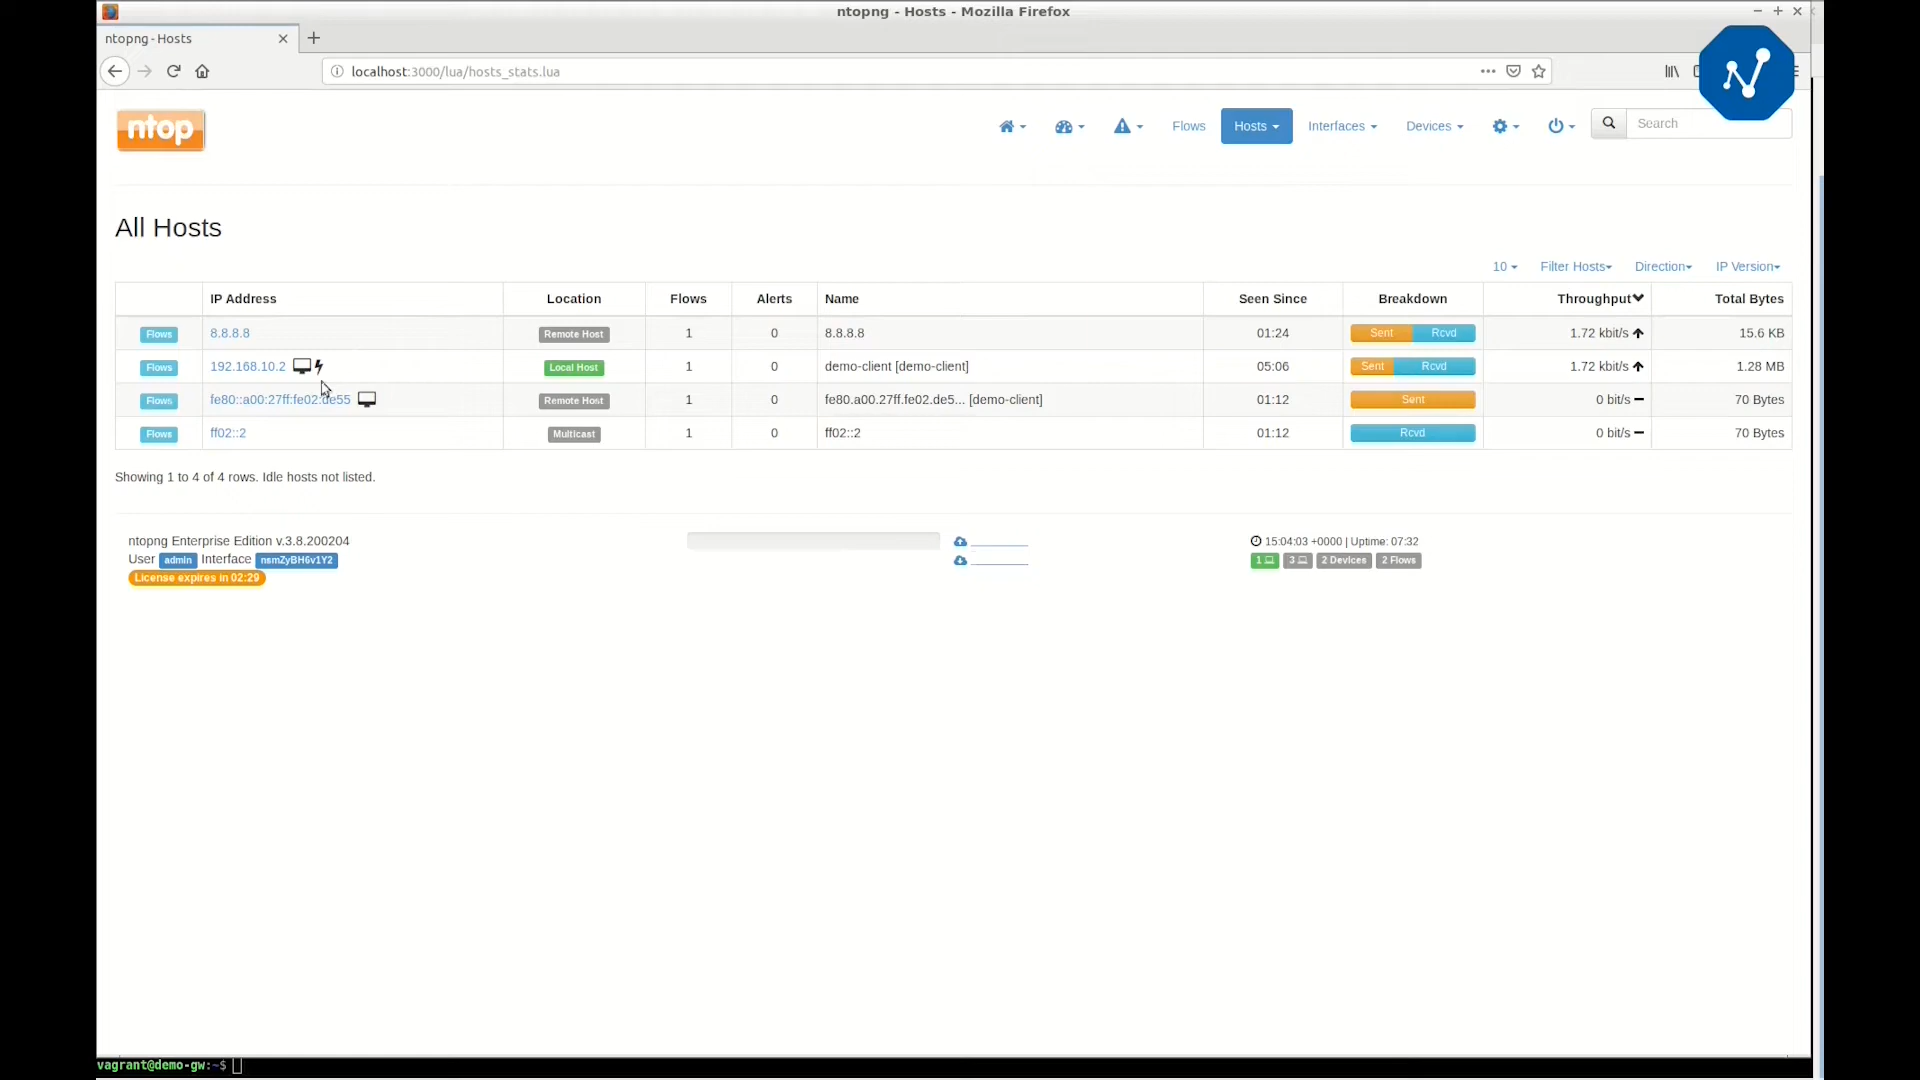 ntopng - Hosts - Mozilla Firefox
ntopng - Hosts
localhost:3000/lua/hosts_stats.lua
ntop
Flows
Hosts
Interfaces
Devices
Search
All Hosts
10
Filter Hosts
Direction
IP Version
IP Address Location Flows Alerts Name Seen Since Breakdown Throughput Total Bytes
Flows 8.8.8.8 Remote Host 1 0 8.8.8.8 01:24 Sent Rcvd 1.72 kbit/s 15.6 KB
Flows 192.168.10.2 Local Host 1 0 demo-client [demo-client] 05:06 Sent Rcvd 1.72 kbit/s 1.28 MB
Flows fe80::a00:27ff:fe02:de55 Remote Host 1 0 fe80.a00.27ff.fe02.de5... [demo-client] 01:12 Sent 0 bit/s 70 Bytes
Flows ff02::2 Multicast 1 0 ff02::2 01:12 Rcvd 0 bit/s 70 Bytes
Showing 1 to 4 of 4 rows. Idle hosts not listed.
ntopng Enterprise Edition v.3.8.200204
User admin Interface nsmZyBH6v1Y2
License expires in 02:29
15:04:03 +0000 | Uptime: 07:32
1 3 2 Devices 2 Flows
vagrant@demo-gw:~$